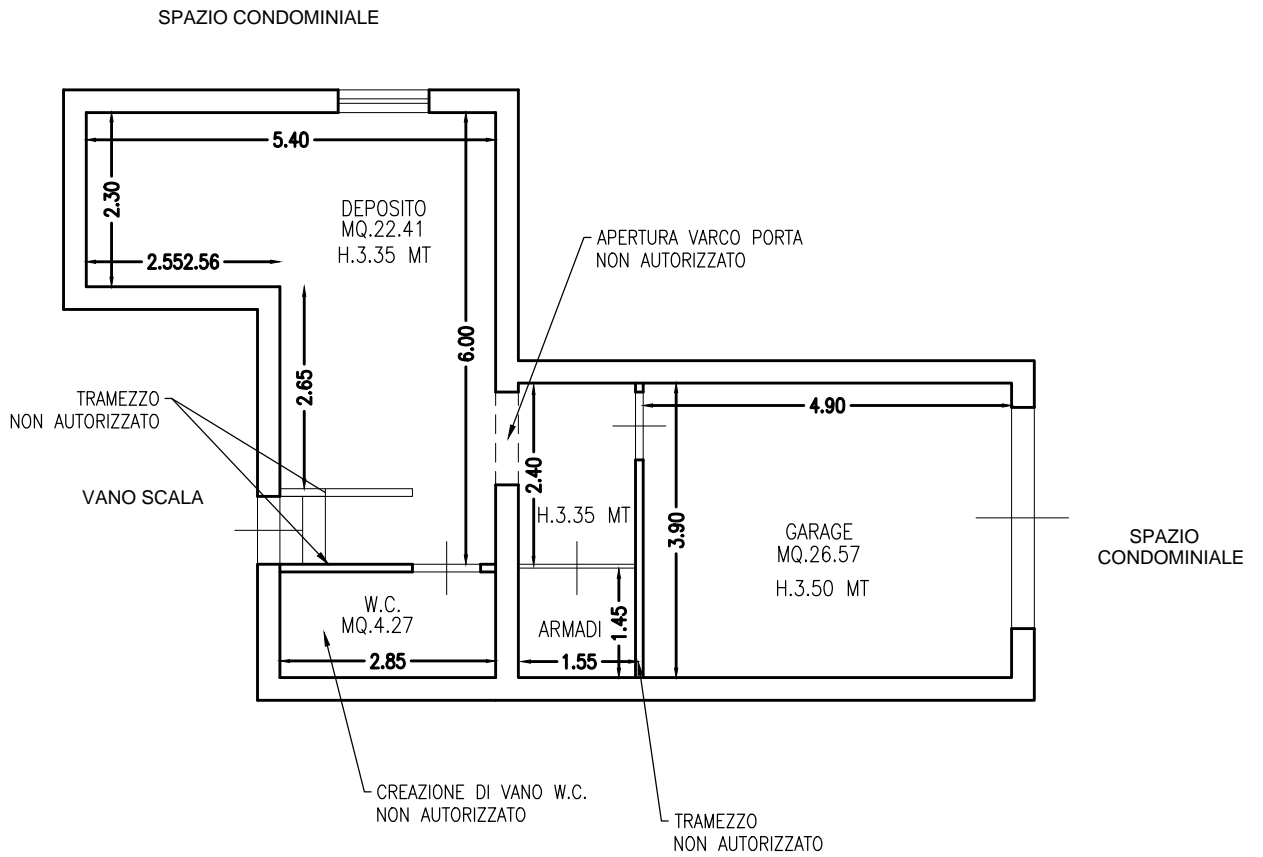 SPAZIO CONDOMINIALE
5.40
2.30
DEPOSITO
MQ.22.41
H.3.35 MT
2.552.56
APERTURA VARCO PORTA
NON AUTORIZZATO
6.00
2.65
TRAMEZZO
NON AUTORIZZATO
4.90
2.40
VANO SCALA
H.3.35 MT
3.90
GARAGE
MQ.26.57
H.3.50 MT
SPAZIO
CONDOMINIALE
W.C.
MQ.4.27
2.85
ARMADI
1.45
1.55
CREAZIONE DI VANO W.C.
NON AUTORIZZATO
TRAMEZZO
NON AUTORIZZATO